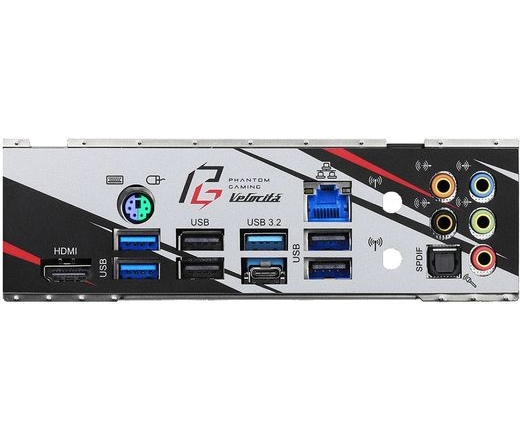 PHANTOM
GAMING
Velocita
USB
USB 3.2
HDMI
USB
USB
SPDIF